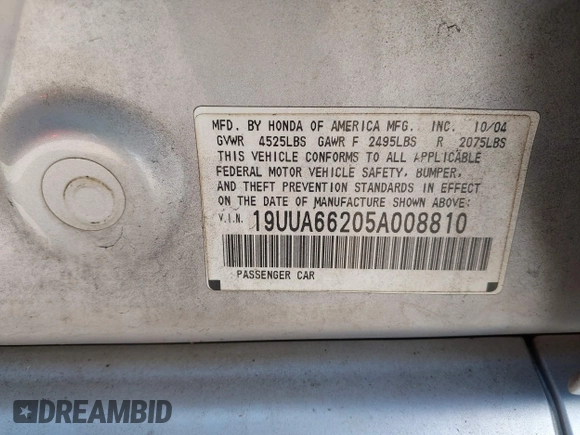 MFD. BY HONDA OF AMERICA MFG. INC. 10/04
GVWR 4525LBS GAWR F 2495LBS R 2075LBS
THIS VEHICLE CONFORMS TO ALL APPLICABLE
FEDERAL MOTOR VEHICLE SAFETY, BUMPER,
AND THEFT PREVENTION STANDARDS IN EFFECT
ON THE DATE OF MANUFACTURE SHOWN ABOVE:
V.I.N. 19UUA66205A008810
PASSENGER CAR
DREAMBID